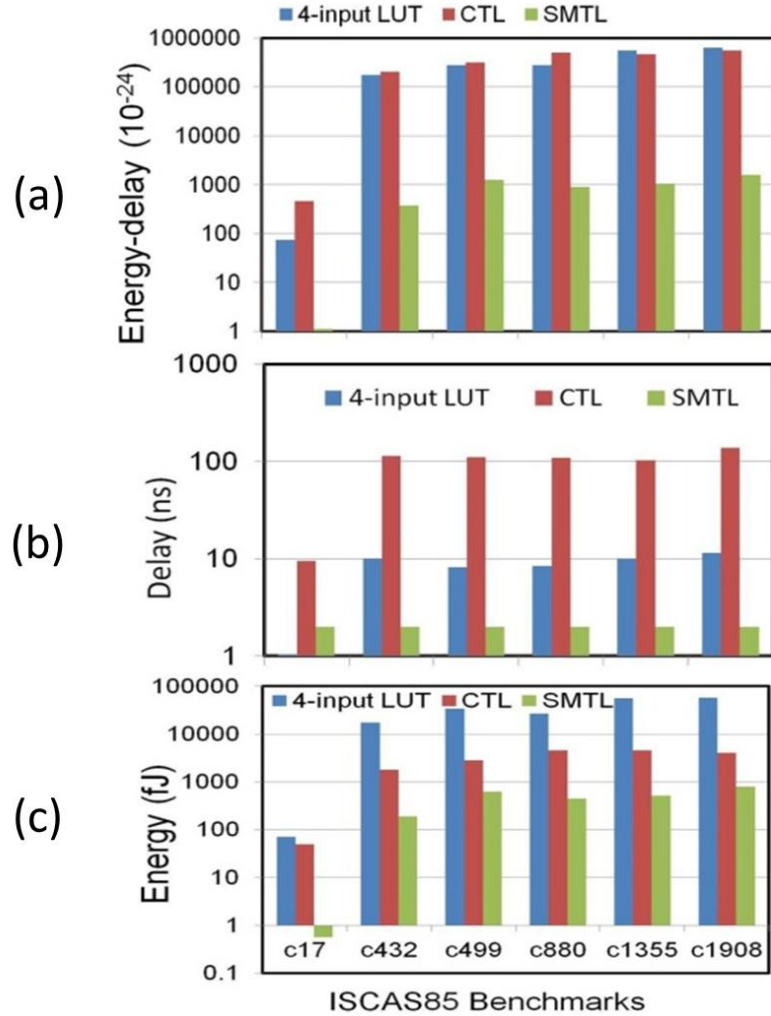 4-input LUT CTL SMTL
(a)
Energy-delay (10⁻²⁴)
1000000
100000
10000
1000
100
10
1
(b)
Delay (ns)
1000
100
10
1
4-input LUT CTL SMTL
(c)
Energy (fJ)
100000
10000
1000
100
10
1
0.1
4-input LUT CTL SMTL
c17 c432 c499 c880 c1355 c1908
ISCAS85 Benchmarks